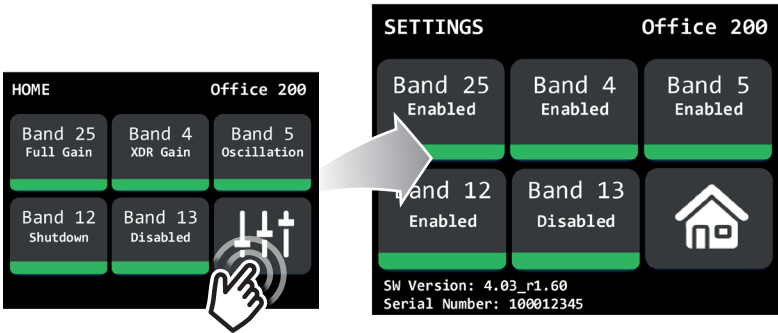 HOME Office 200
Band 25 Band 4 Band 5
Full Gain XDR Gain Oscillation
Band 12 Band 13
Shutdown Disabled
SETTINGS Office 200
Band 25 Band 4 Band 5
Enabled Enabled Enabled
Band 12 Band 13
Enabled Disabled
SW Version: 4.03_r1.60
Serial Number: 100012345